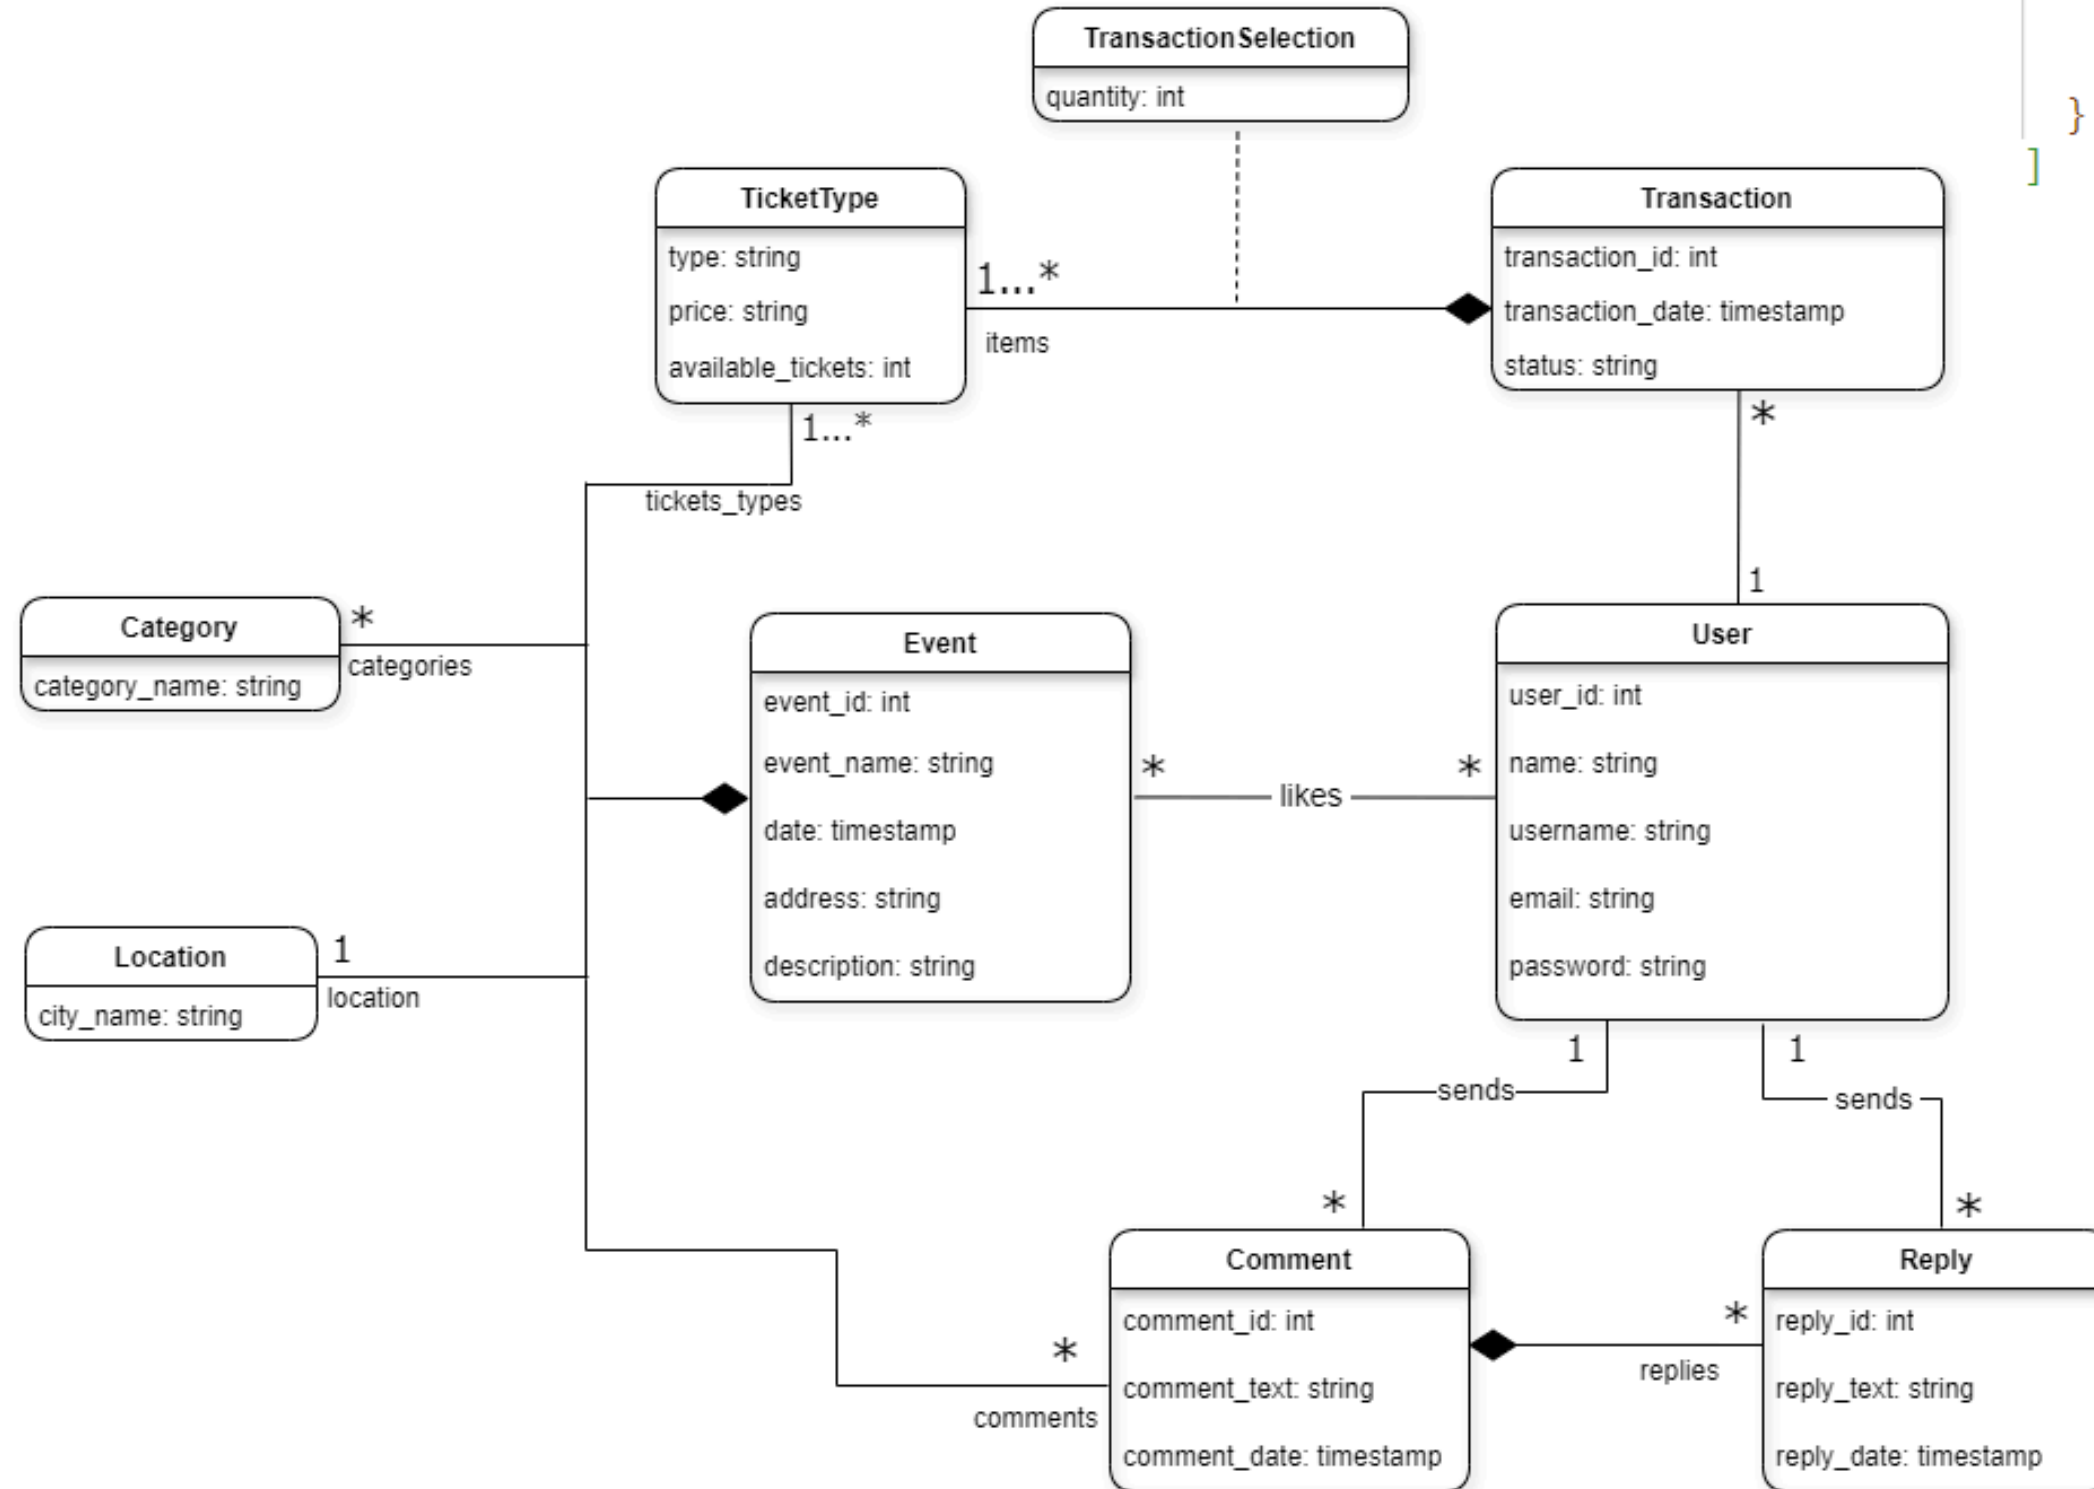 TransactionSelection
quantity: int
}
]
TicketType
type: string
price: string
available_tickets: int
1...*
items
Transaction
transaction_id: int
transaction_date: timestamp
status: string
1...*
tickets_types
*
1
Category
category_name: string
*
categories
Event
event_id: int
event_name: string
date: timestamp
address: string
description: string
*
likes
*
User
user_id: int
name: string
username: string
email: string
password: string
Location
city_name: string
1
location
1
sends
*
1
sends
*
Comment
comment_id: int
comment_text: string
comment_date: timestamp
*
comments
*
replies
Reply
reply_id: int
reply_text: string
reply_date: timestamp